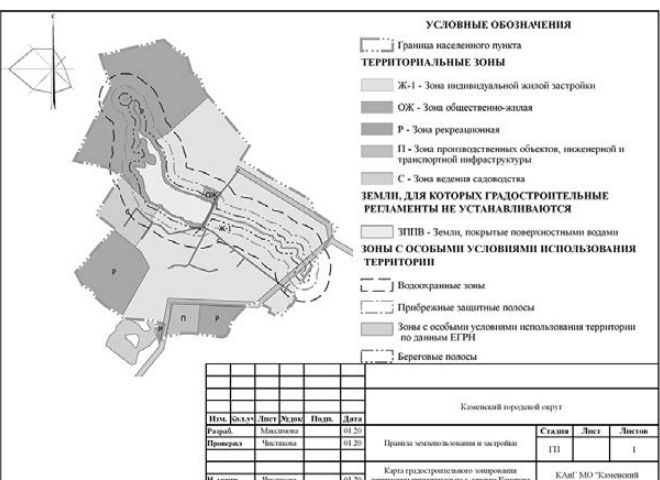 С
УСЛОВНЫЕ ОБОЗНАЧЕНИЯ
Граница населенного пункта
ТЕРРИТОРИАЛЬНЫЕ ЗОНЫ
Ж-1 - Зона индивидуальной жилой застройки
ОЖ - Зона общественно-жилая
Р - Зона рекреационная
П - Зона производственных объектов, инженерной и
транспортной инфраструктуры
С - Зона ведения садоводства
ЗЕМЛИ, ДЛЯ КОТОРЫХ ГРАДОСТРОИТЕЛЬНЫЕ
РЕГЛАМЕНТЫ НЕ УСТАНАВЛИВАЮТСЯ
ЗППВ - Земли, покрытые поверхностными водами
ЗОНЫ С ОСОБЫМИ УСЛОВИЯМИ ИСПОЛЬЗОВАНИЯ
ТЕРРИТОРИИ
Водоохранные зоны
Прибрежные защитные полосы
Зоны с особыми условиями использования территории
по данным ЕГРН
Береговые полосы
Р
ОЖ
С
Ж-1
Р
П
Р
Изм. Кол.уч Лист №док Подп. Дата
Разраб. Максимова 01.20
Проверил Чистякова 01.20
Каменский городской округ
Правила землепользования и застройки
Стадия Лист Листов
ГП 1
Карта градостроительного зонирования
КАиГ МО "Каменский